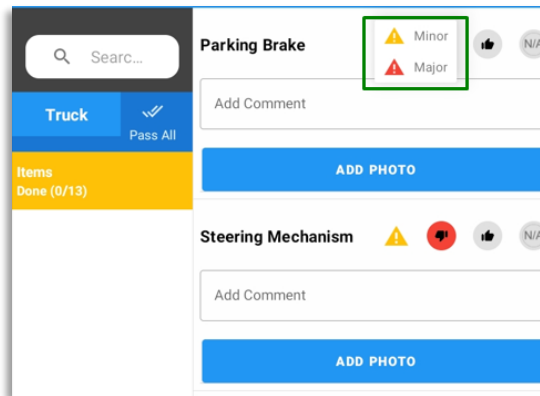 Searc...
Truck
Pass All
Items
Done (0/13)
Parking Brake
Minor
Major
N/A
Add Comment
ADD PHOTO
Steering Mechanism
N/A
Add Comment
ADD PHOTO